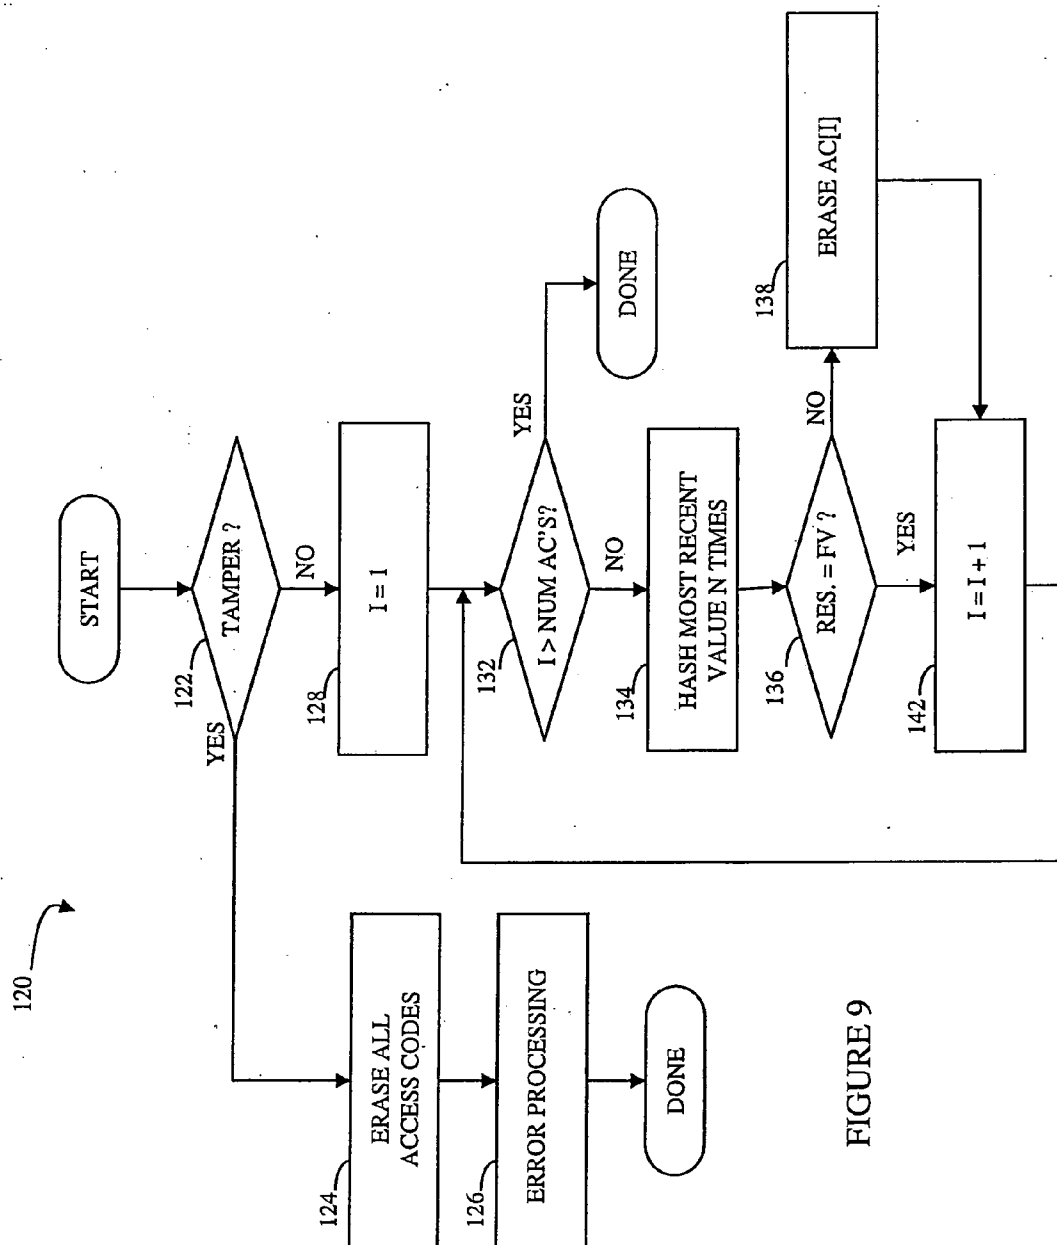 120
START
122
TAMPER ?
YES
NO
124
ERASE ALL
ACCESS CODES
126
ERROR PROCESSING
DONE
128
I = 1
132
I > NUM AC'S?
YES
DONE
NO
134
HASH MOST RECENT
VALUE N TIMES
136
RES. = FV ?
NO
138
ERASE AC[I]
YES
142
I = I + 1
FIGURE 9